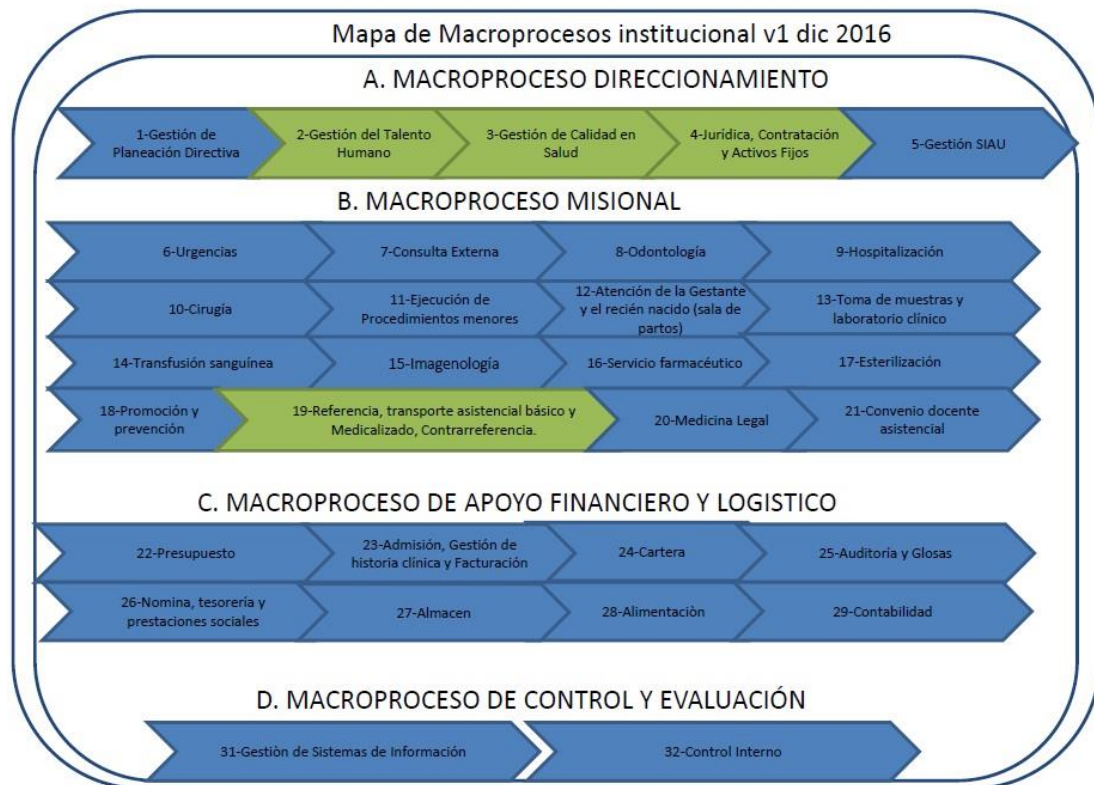 Mapa de Macroprocesos institucional v1 dic 2016
A. MACROPROCESO DIRECCIONAMIENTO
1-Gestión de
Planeación Directiva
2-Gestión del Talento
Humano
3-Gestión de Calidad en
Salud
4-Jurídica, Contratación
y Activos Fijos
5-Gestión SIAU
B. MACROPROCESO MISIONAL
6-Urgencias
7-Consulta Externa
8-Odontología
9-Hospitalización
10-Cirugía
11-Ejecución de
Procedimientos menores
12-Atención de la Gestante
y el recién nacido (sala de
partos)
13-Toma de muestras y
laboratorio clínico
14-Transfusión sanguínea
15-Imagenología
16-Servicio farmacéutico
17-Esterilización
18-Promoción y
prevención
19-Referencia, transporte asistencial básico y
Medicalizado, Contrarreferencia.
20-Medicina Legal
21-Convenio docente
asistencial
C. MACROPROCESO DE APOYO FINANCIERO Y LOGISTICO
22-Presupuesto
23-Admisión, Gestión de
historia clínica y Facturación
24-Cartera
25-Auditoría y Glosas
26-Nomina, tesorería y
prestaciones sociales
27-Almacen
28-Alimentaciòn
29-Contabilidad
D. MACROPROCESO DE CONTROL Y EVALUACIÓN
31-Gestiòn de Sistemas de Información
32-Control Interno